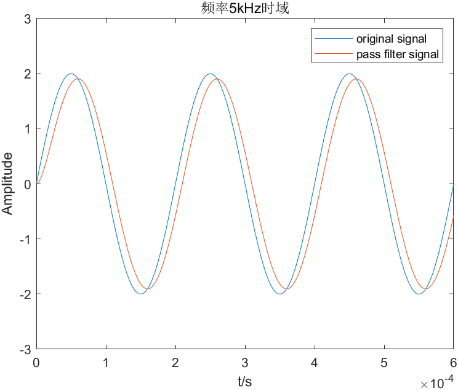 频率5kHz时域
original signal
pass filter signal
3
2
1
0
-1
-2
-3
Amplitude
0 1 2 3 4 5 6
t/s
×10⁻⁴